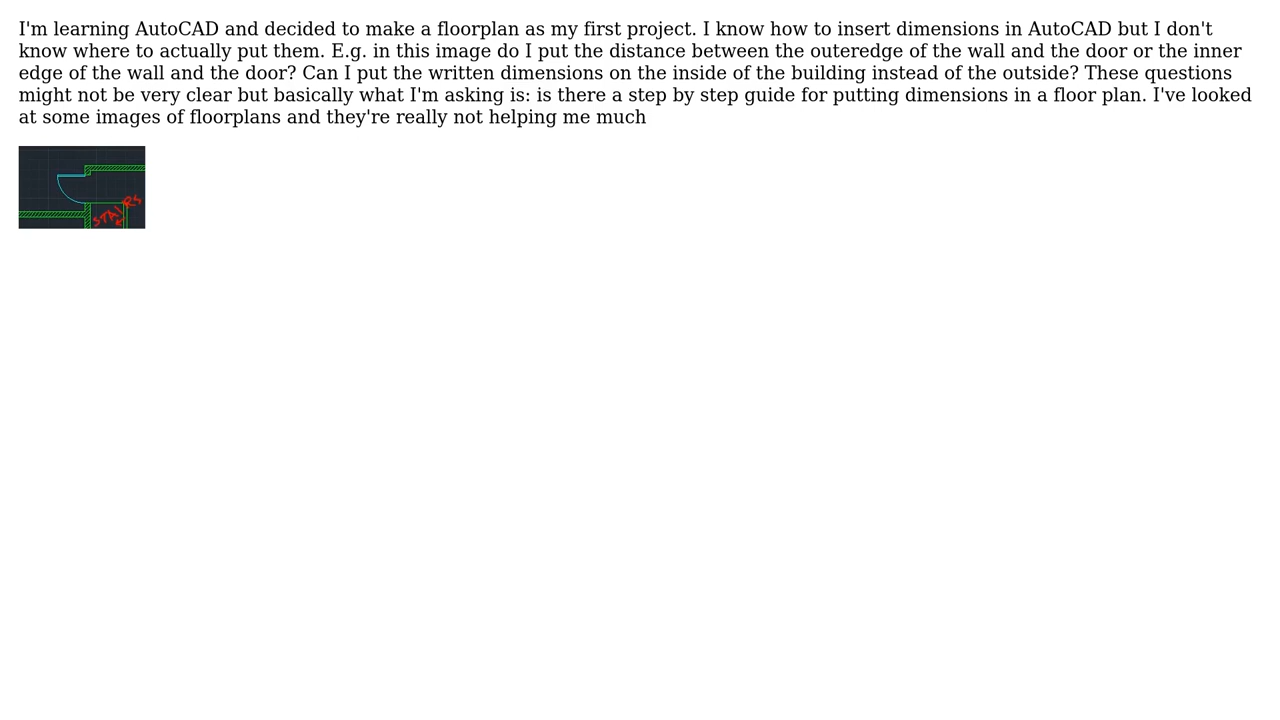 I'm learning AutoCAD and decided to make a floorplan as my first project. I know how to insert dimensions in AutoCAD but I don't
know where to actually put them. E.g. in this image do I put the distance between the outeredge of the wall and the door or the inner
edge of the wall and the door? Can I put the written dimensions on the inside of the building instead of the outside? These questions
might not be very clear but basically what I'm asking is: is there a step by step guide for putting dimensions in a floor plan. I've looked
at some images of floorplans and they're really not helping me much
STAIRS